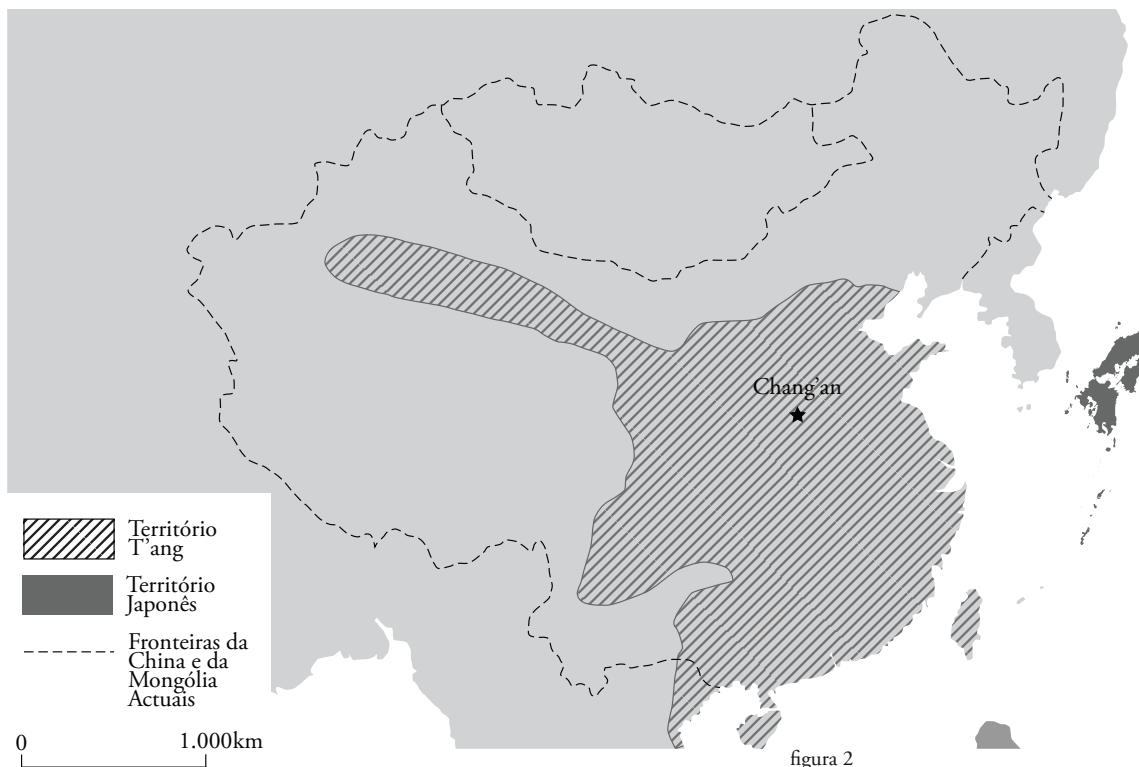 Chang'an
Território
T'ang
Território
Japonês
Fronteiras da
China e da
Mongólia
Actuais
0
1.000km
figura 2